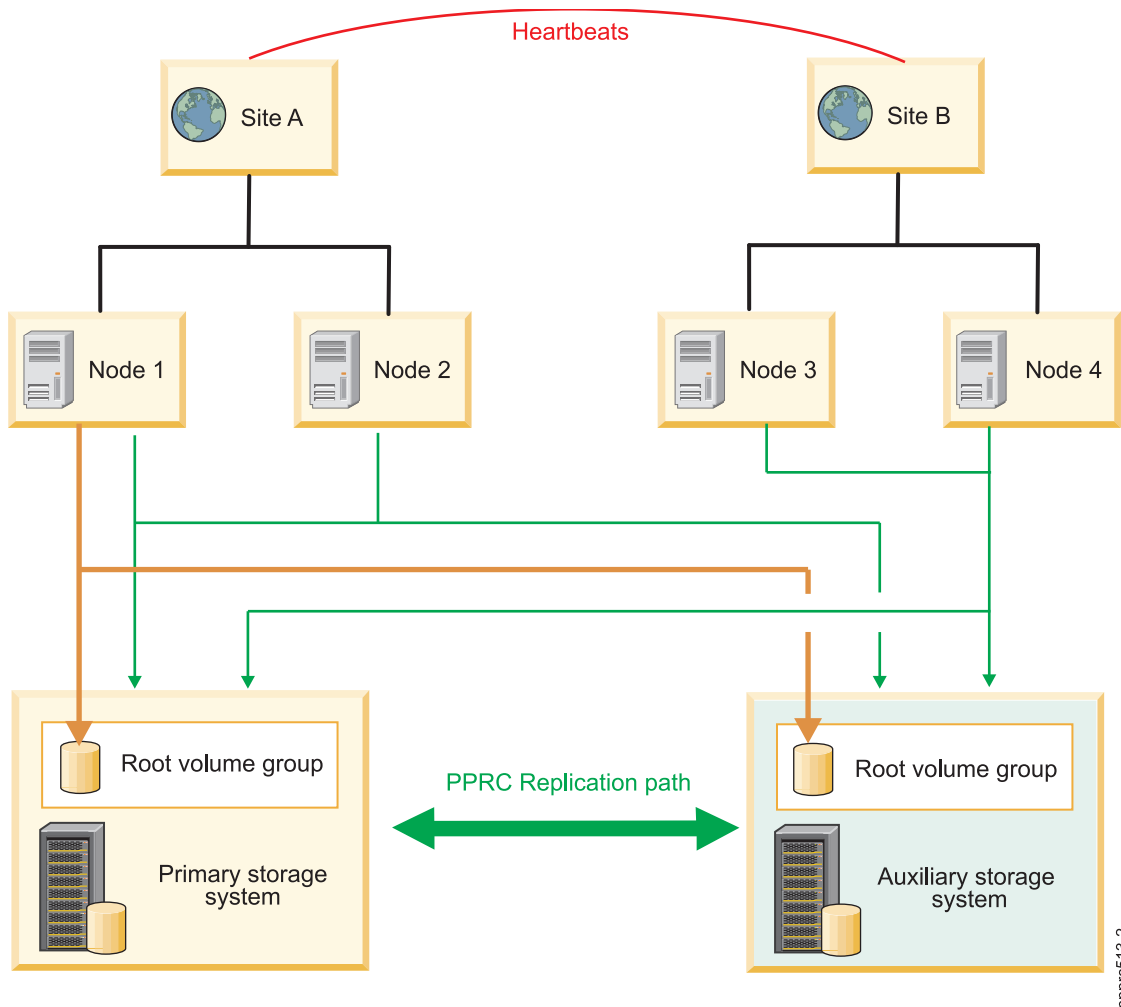 Heartbeats
Site A
Site B
Node 1
Node 2
Node 3
Node 4
Root volume group
PPRC Replication path
Root volume group
Primary storage
system
Auxiliary storage
system